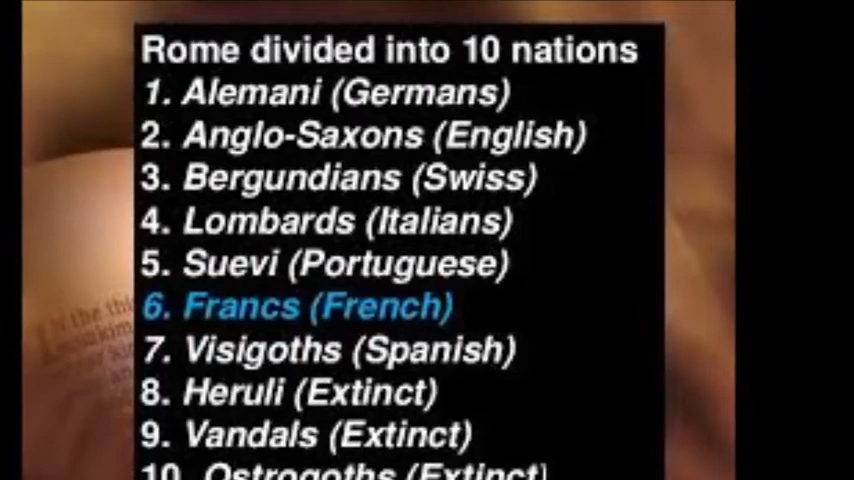 Rome divided into 10 nations
1. Alemani (Germans)
2. Anglo-Saxons (English)
3. Bergundians (Swiss)
4. Lombards (Italians)
5. Suevi (Portuguese)
6. Francs (French)
7. Visigoths (Spanish)
8. Heruli (Extinct)
9. Vandals (Extinct)
10. Ostrogoths (Extinct)
the